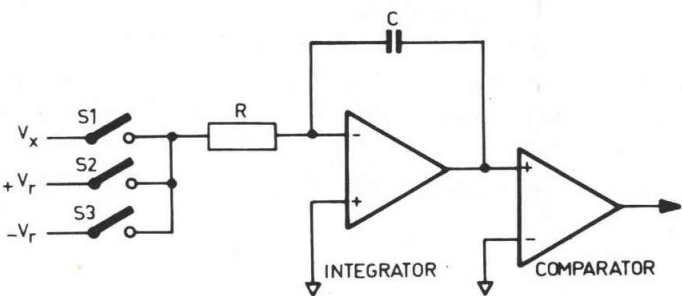 C
S1
R
Vx
-
S2
+Vr
+
+
S3
-Vr
-
INTEGRATOR
COMPARATOR